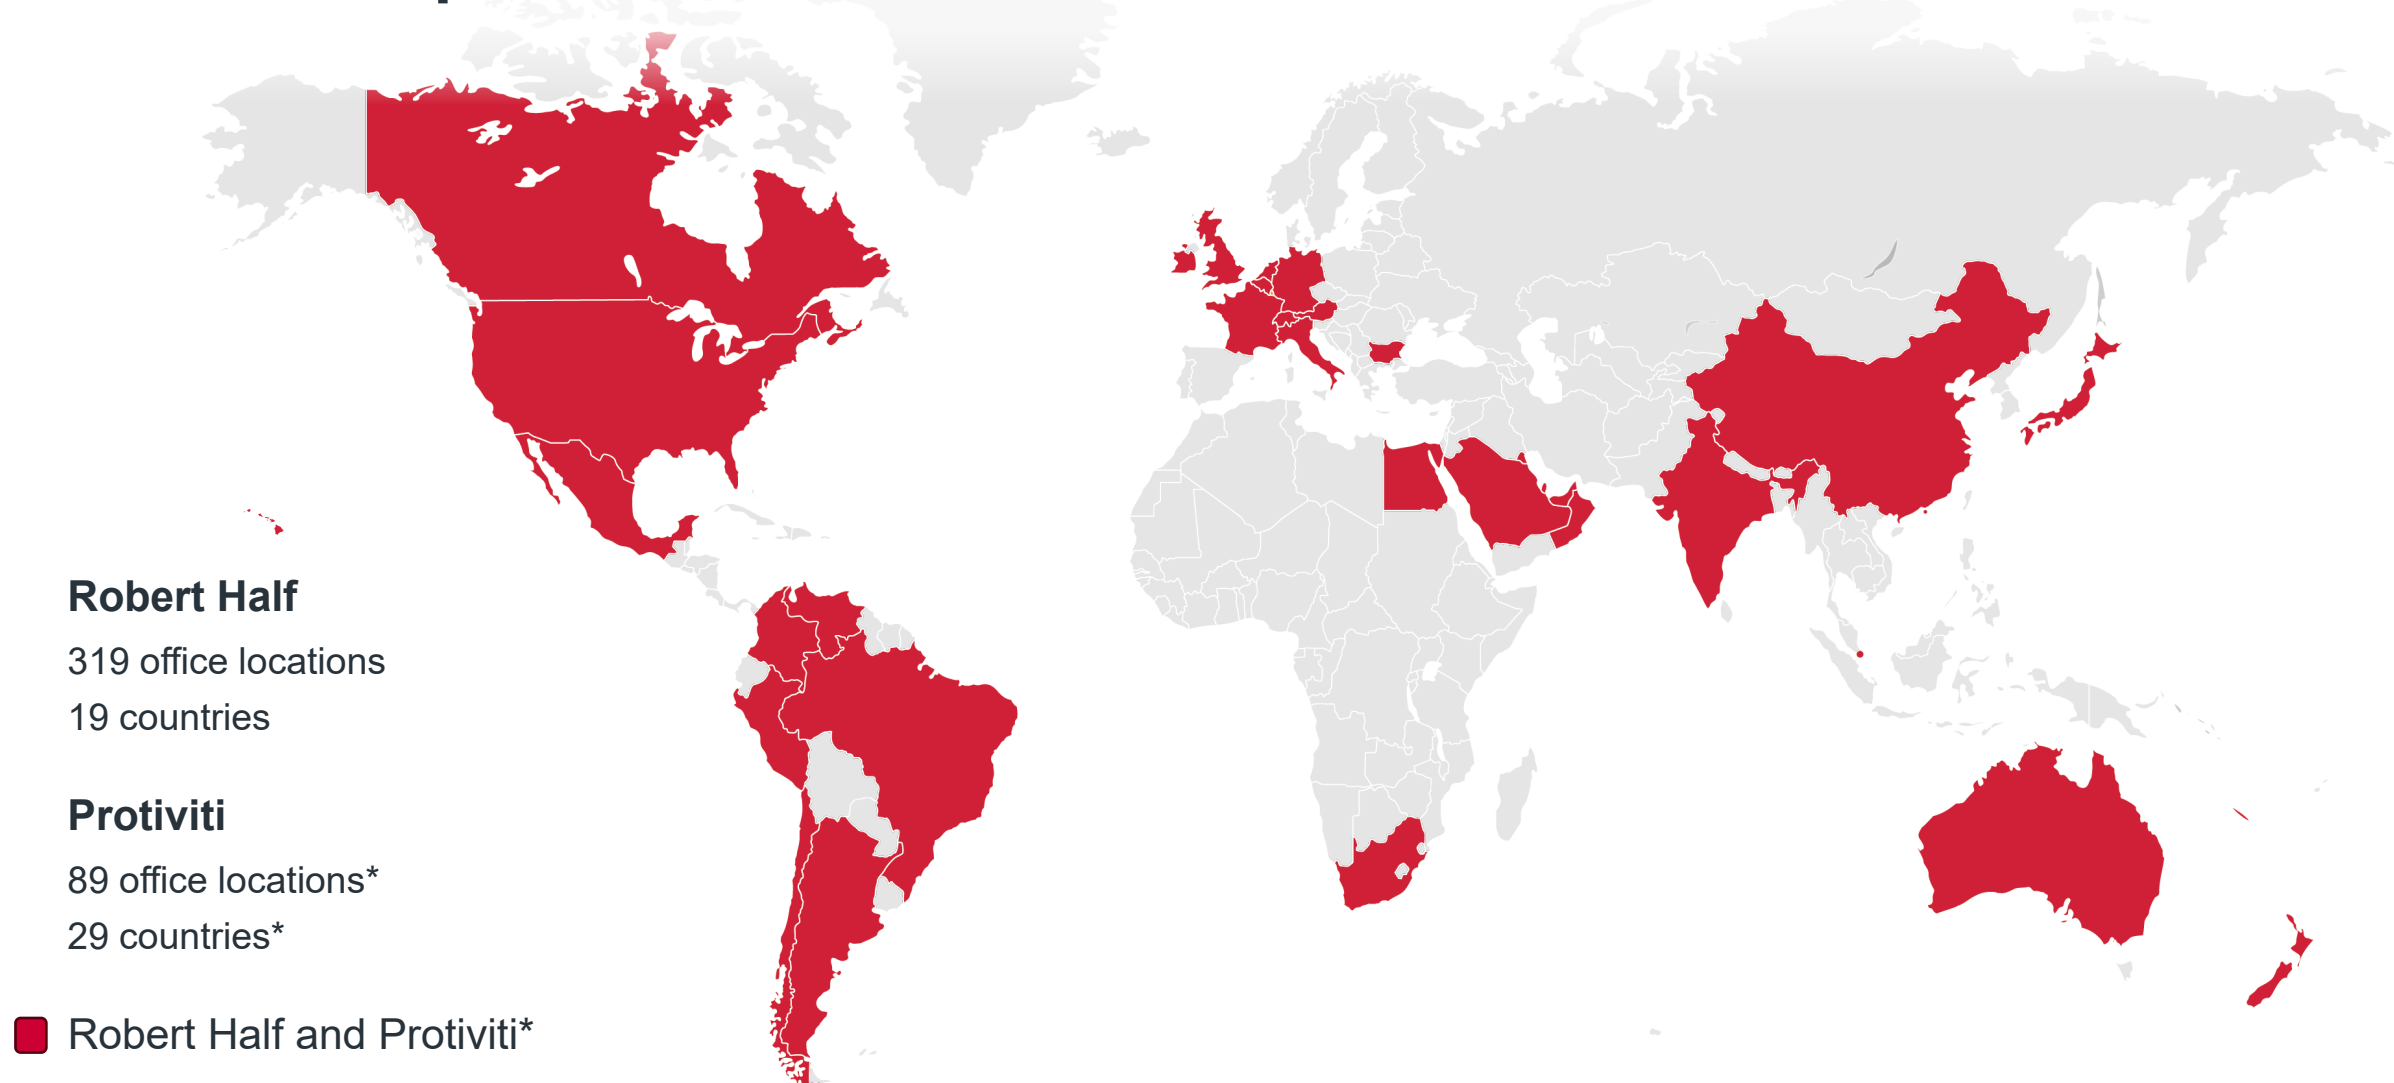 Robert Half
319 office locations
19 countries
Protiviti
89 office locations*
29 countries*
Robert Half and Protiviti*